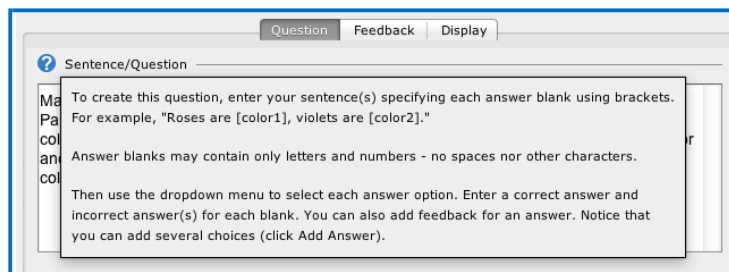 Question Feedback Display
Sentence/Question
To create this question, enter your sentence(s) specifying each answer blank using brackets.
For example, "Roses are [color1], violets are [color2]."
Answer blanks may contain only letters and numbers - no spaces nor other characters.
Then use the dropdown menu to select each answer option. Enter a correct answer and
incorrect answer(s) for each blank. You can also add feedback for an answer. Notice that
you can add several choices (click Add Answer).